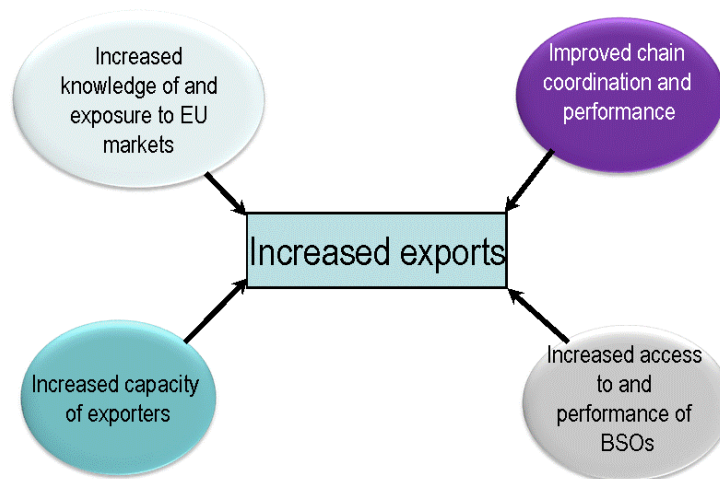 Increased
knowledge of and
exposure to EU
markets
Improved chain
coordination and
performance
Increased exports
Increased capacity
of exporters
Increased access
to and
performance of
BSOs